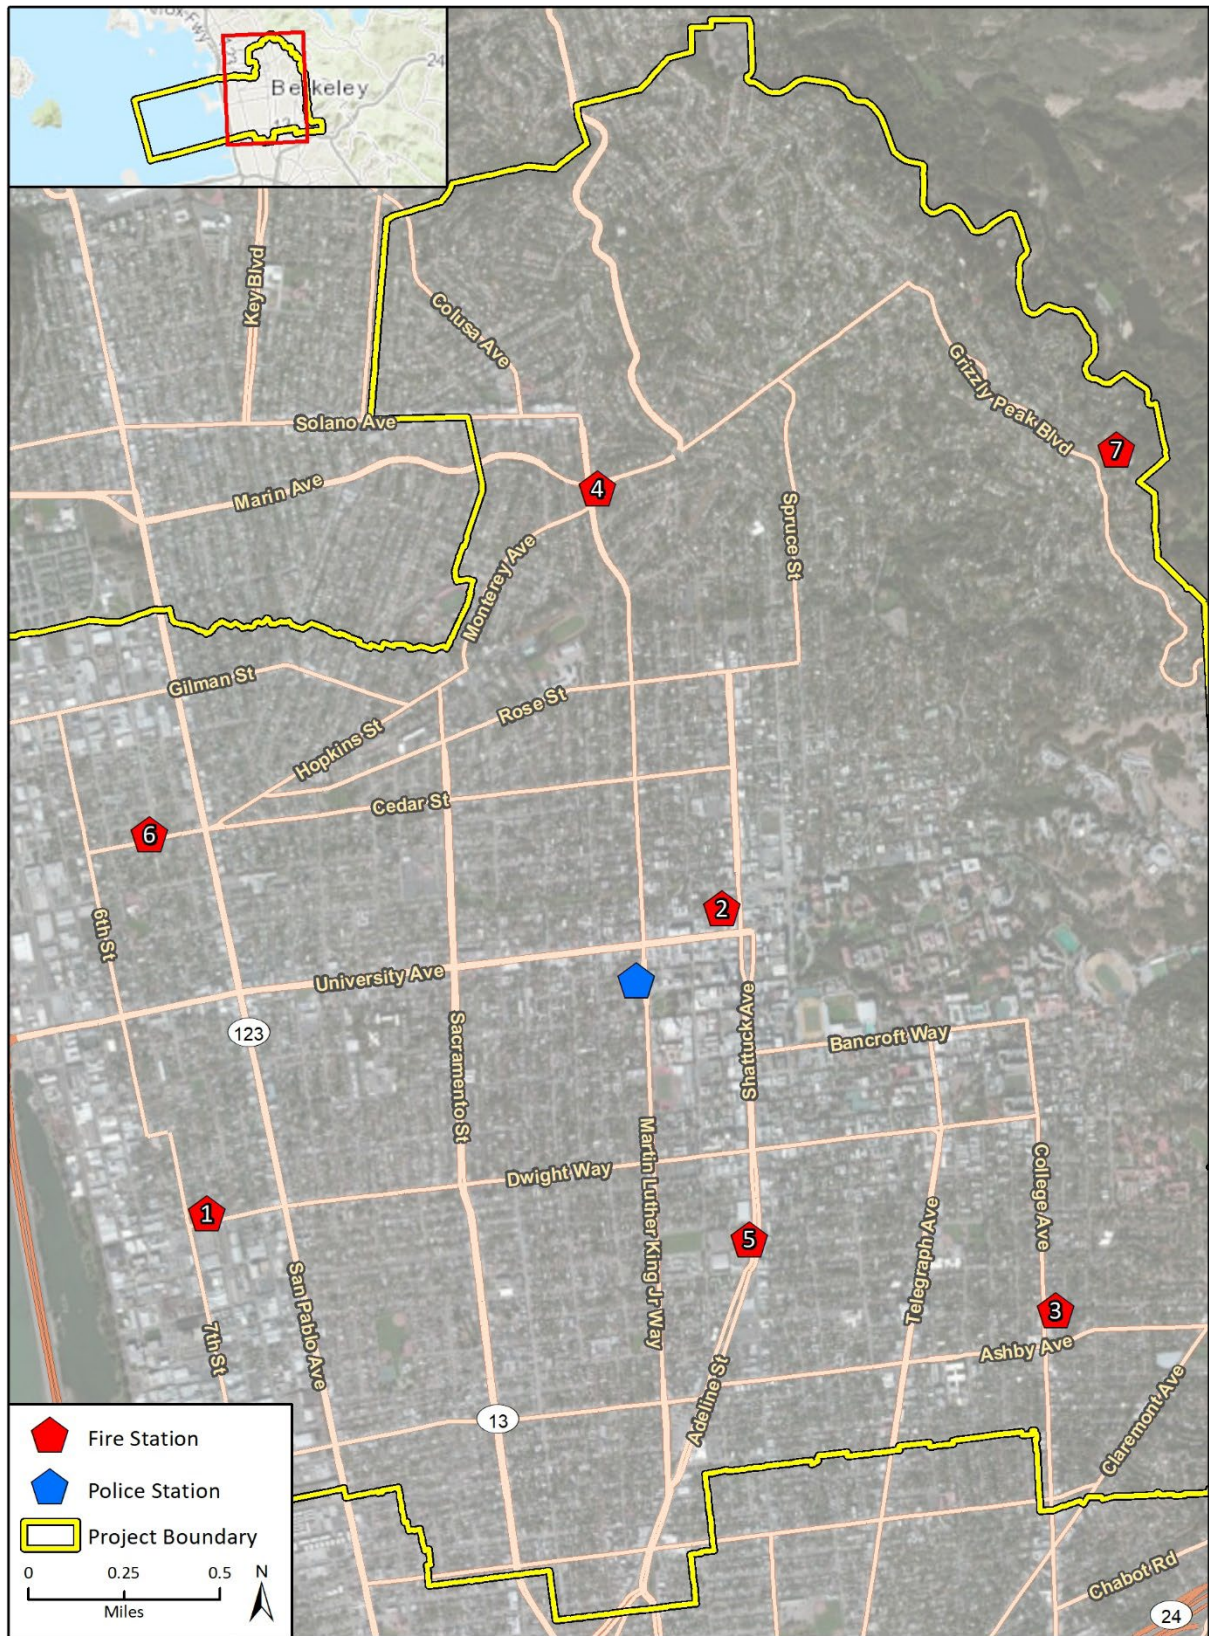 24
Berkeley
13
Key Blvd
Colusa Ave
Solano Ave
Grizzly Peak Blvd
7
Marin Ave
4
Spruce St
Monterey Ave
Gilman St
Rose St
Hopkins St
Cedar St
6
2
6th St
University Ave
123
Sacramento St
Shattuck Ave
Bancroft Way
Martin Luther King Jr Way
Dwight Way
College Ave
1
5
Telegraph Ave
3
San Pablo Ave
7th St
Ashby Ave
Adeline St
Claremont Ave
13
Fire Station
Police Station
Project Boundary
0 0.25 0.5
Miles
N
Chabot Rd
24